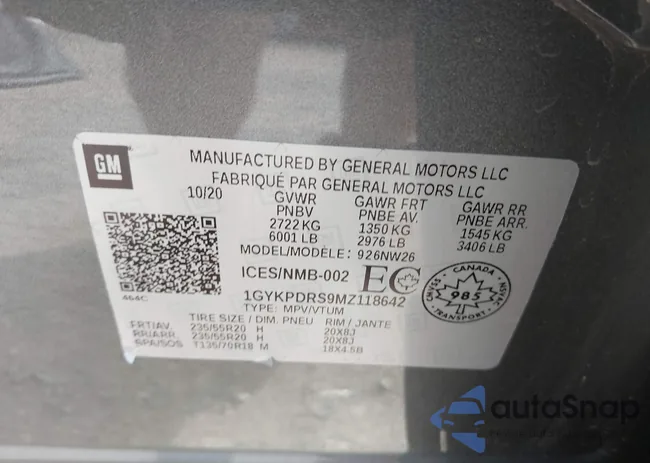 GM
MANUFACTURED BY GENERAL MOTORS LLC
FABRIQUÉ PAR GENERAL MOTORS LLC
10/20 GVWR GAWR FRT GAWR RR
PNBV PNBE AV. PNBE ARR.
2722 KG 1350 KG 1545 KG
6001 LB 2976 LB 3406 LB
MODEL/MODÈLE: 926NW26
ICES/NMB-002 EC
CANADA
985
TRANS
464C
1GYKPDRS9MZ118642
TYPE: MPV/VTUM
TIRE SIZE / DIM. PNEU RIM / JANTE
FRT/AV. 235/55R20 H 20X8J
RR/ARR. 235/55R20 H 20X8J
SPA/SOS T135/70R18 M 18X4.5B
autoSnap